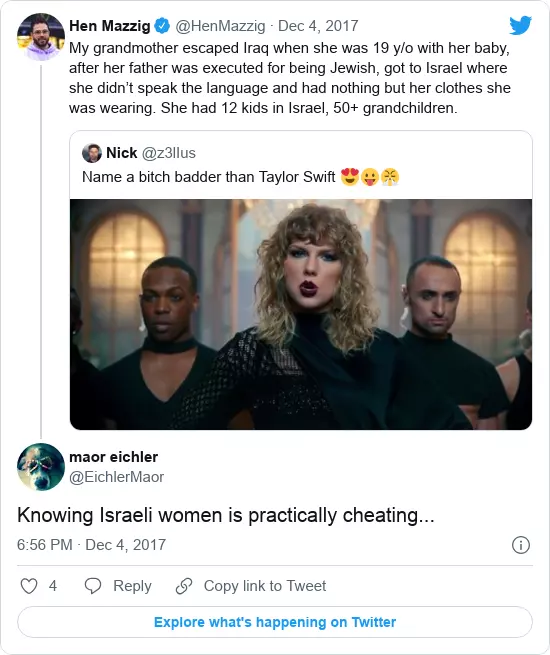 Hen Mazzig @HenMazzig · Dec 4, 2017
My grandmother escaped Iraq when she was 19 y/o with her baby,
after her father was executed for being Jewish, got to Israel where
she didn't speak the language and had nothing but her clothes she
was wearing. She had 12 kids in Israel, 50+ grandchildren.
Nick @z3llus
Name a bitch badder than Taylor Swift 😍😛😤
maor eichler
@EichlerMaor
Knowing Israeli women is practically cheating...
6:56 PM · Dec 4, 2017
4 Reply Copy link to Tweet
Explore what's happening on Twitter